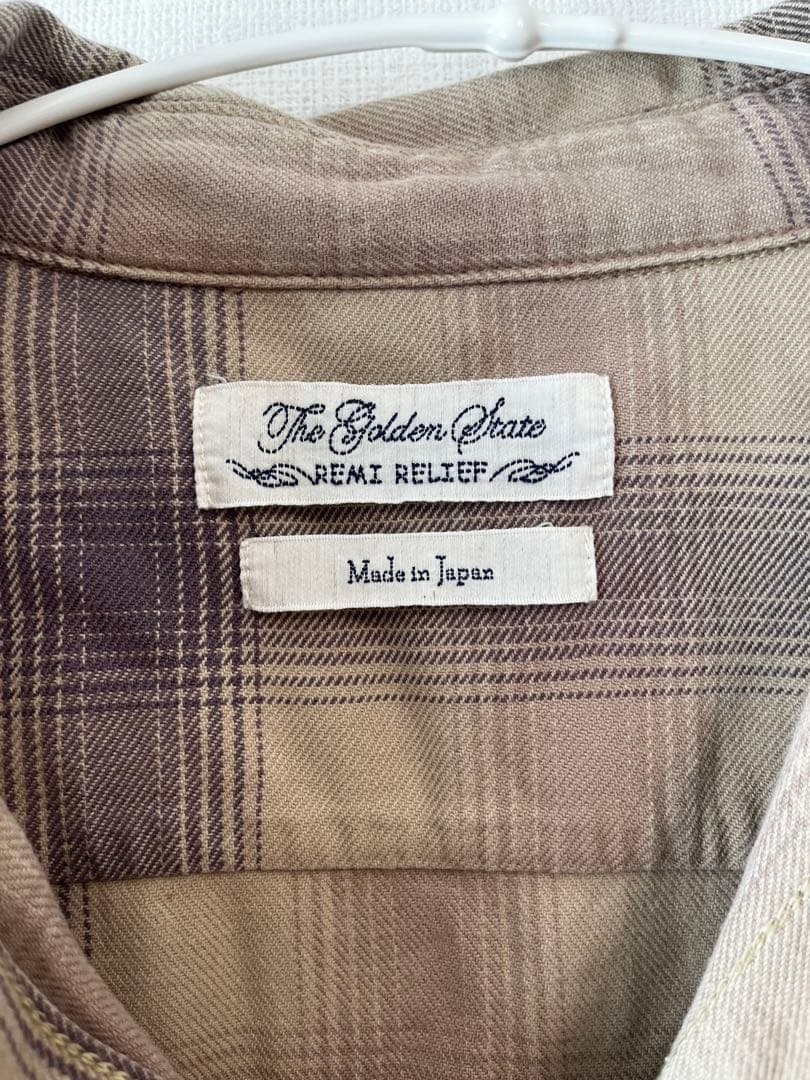 The Golden State
REMI RELIEF
Made in Japan